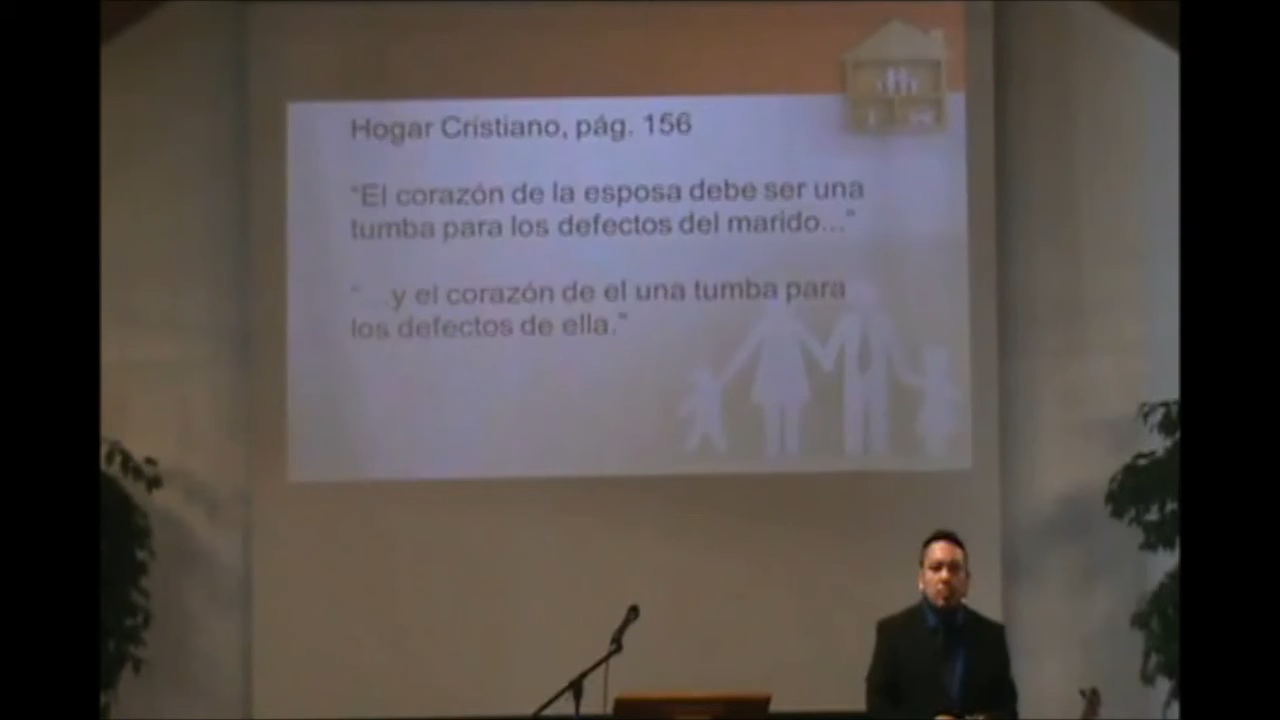 Hogar Cristiano, pág. 156
“El corazón de la esposa debe ser una
tumba para los defectos del marido...”
“...y el corazón de el una tumba para
los defectos de ella.”